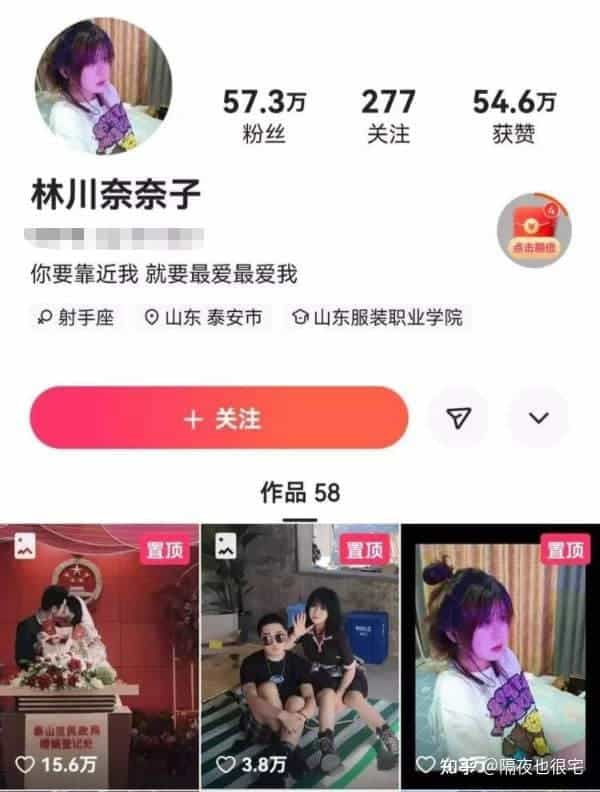 57.3万 277 54.6万
粉丝 关注 获赞
林川奈奈子
4
点击翻倍
你要靠近我 就要最爱最爱我
射手座 山东 泰安市 山东服装职业学院
+ 关注
作品 58
置顶 置顶 置顶
泰山区民政局
婚姻登记处
15.6万 3.8万
知乎 @隔夜也很宅